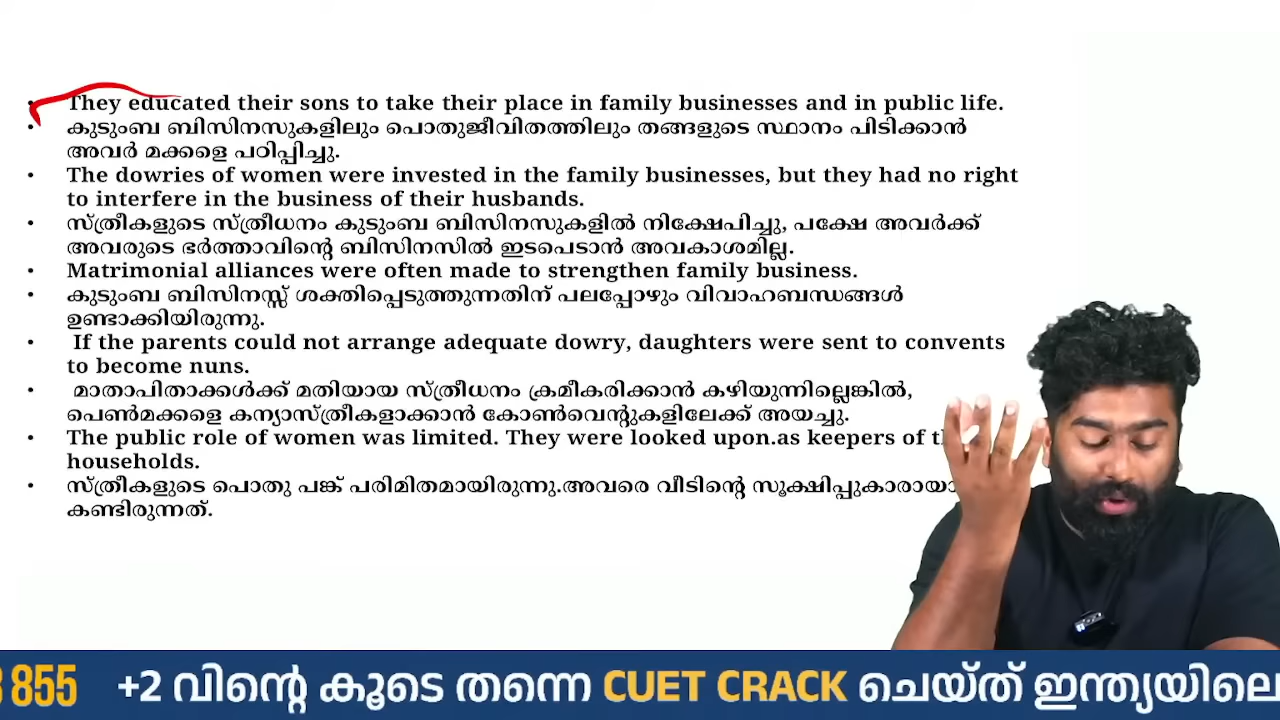 • They educated their sons to take their place in family businesses and in public life.
• കുടുംബ ബിസിനസുകളിലും പൊതുജീവിതത്തിലും തങ്ങളുടെ സ്ഥാനം പിടിക്കാൻ
അവർ മക്കളെ പഠിപ്പിച്ചു.
• The dowries of women were invested in the family businesses, but they had no right
to interfere in the business of their husbands.
• സ്ത്രീകളുടെ സ്ത്രീധനം കുടുംബ ബിസിനസുകളിൽ നിക്ഷേപിച്ചു, പക്ഷേ അവർക്ക്
അവരുടെ ഭർത്താവിന്റെ ബിസിനസിൽ ഇടപെടാൻ അവകാശമില്ല.
• Matrimonial alliances were often made to strengthen family business.
• കുടുംബ ബിസിനസ്സ് ശക്തിപ്പെടുത്തുന്നതിന് പലപ്പോഴും വിവാഹബന്ധങ്ങൾ
ഉണ്ടാക്കിയിരുന്നു.
• If the parents could not arrange adequate dowry, daughters were sent to convents
to become nuns.
• മാതാപിതാക്കൾക്ക് മതിയായ സ്ത്രീധനം ക്രമീകരിക്കാൻ കഴിയുന്നില്ലെങ്കിൽ,
പെൺമക്കളെ കന്യാസ്ത്രീകളാക്കാൻ കോൺവെന്റുകളിലേക്ക് അയച്ചു.
• The public role of women was limited. They were looked upon.as keepers of
households.
• സ്ത്രീകളുടെ പൊതു പങ്ക് പരിമിതമായിരുന്നു.അവരെ വീടിന്റെ
കണ്ടിരുന്നത്.
855 +2 വിന്റെ കൂടെ തന്നെ CUET CRACK ചെയ്ത് ഇന്ത്യയിലെ